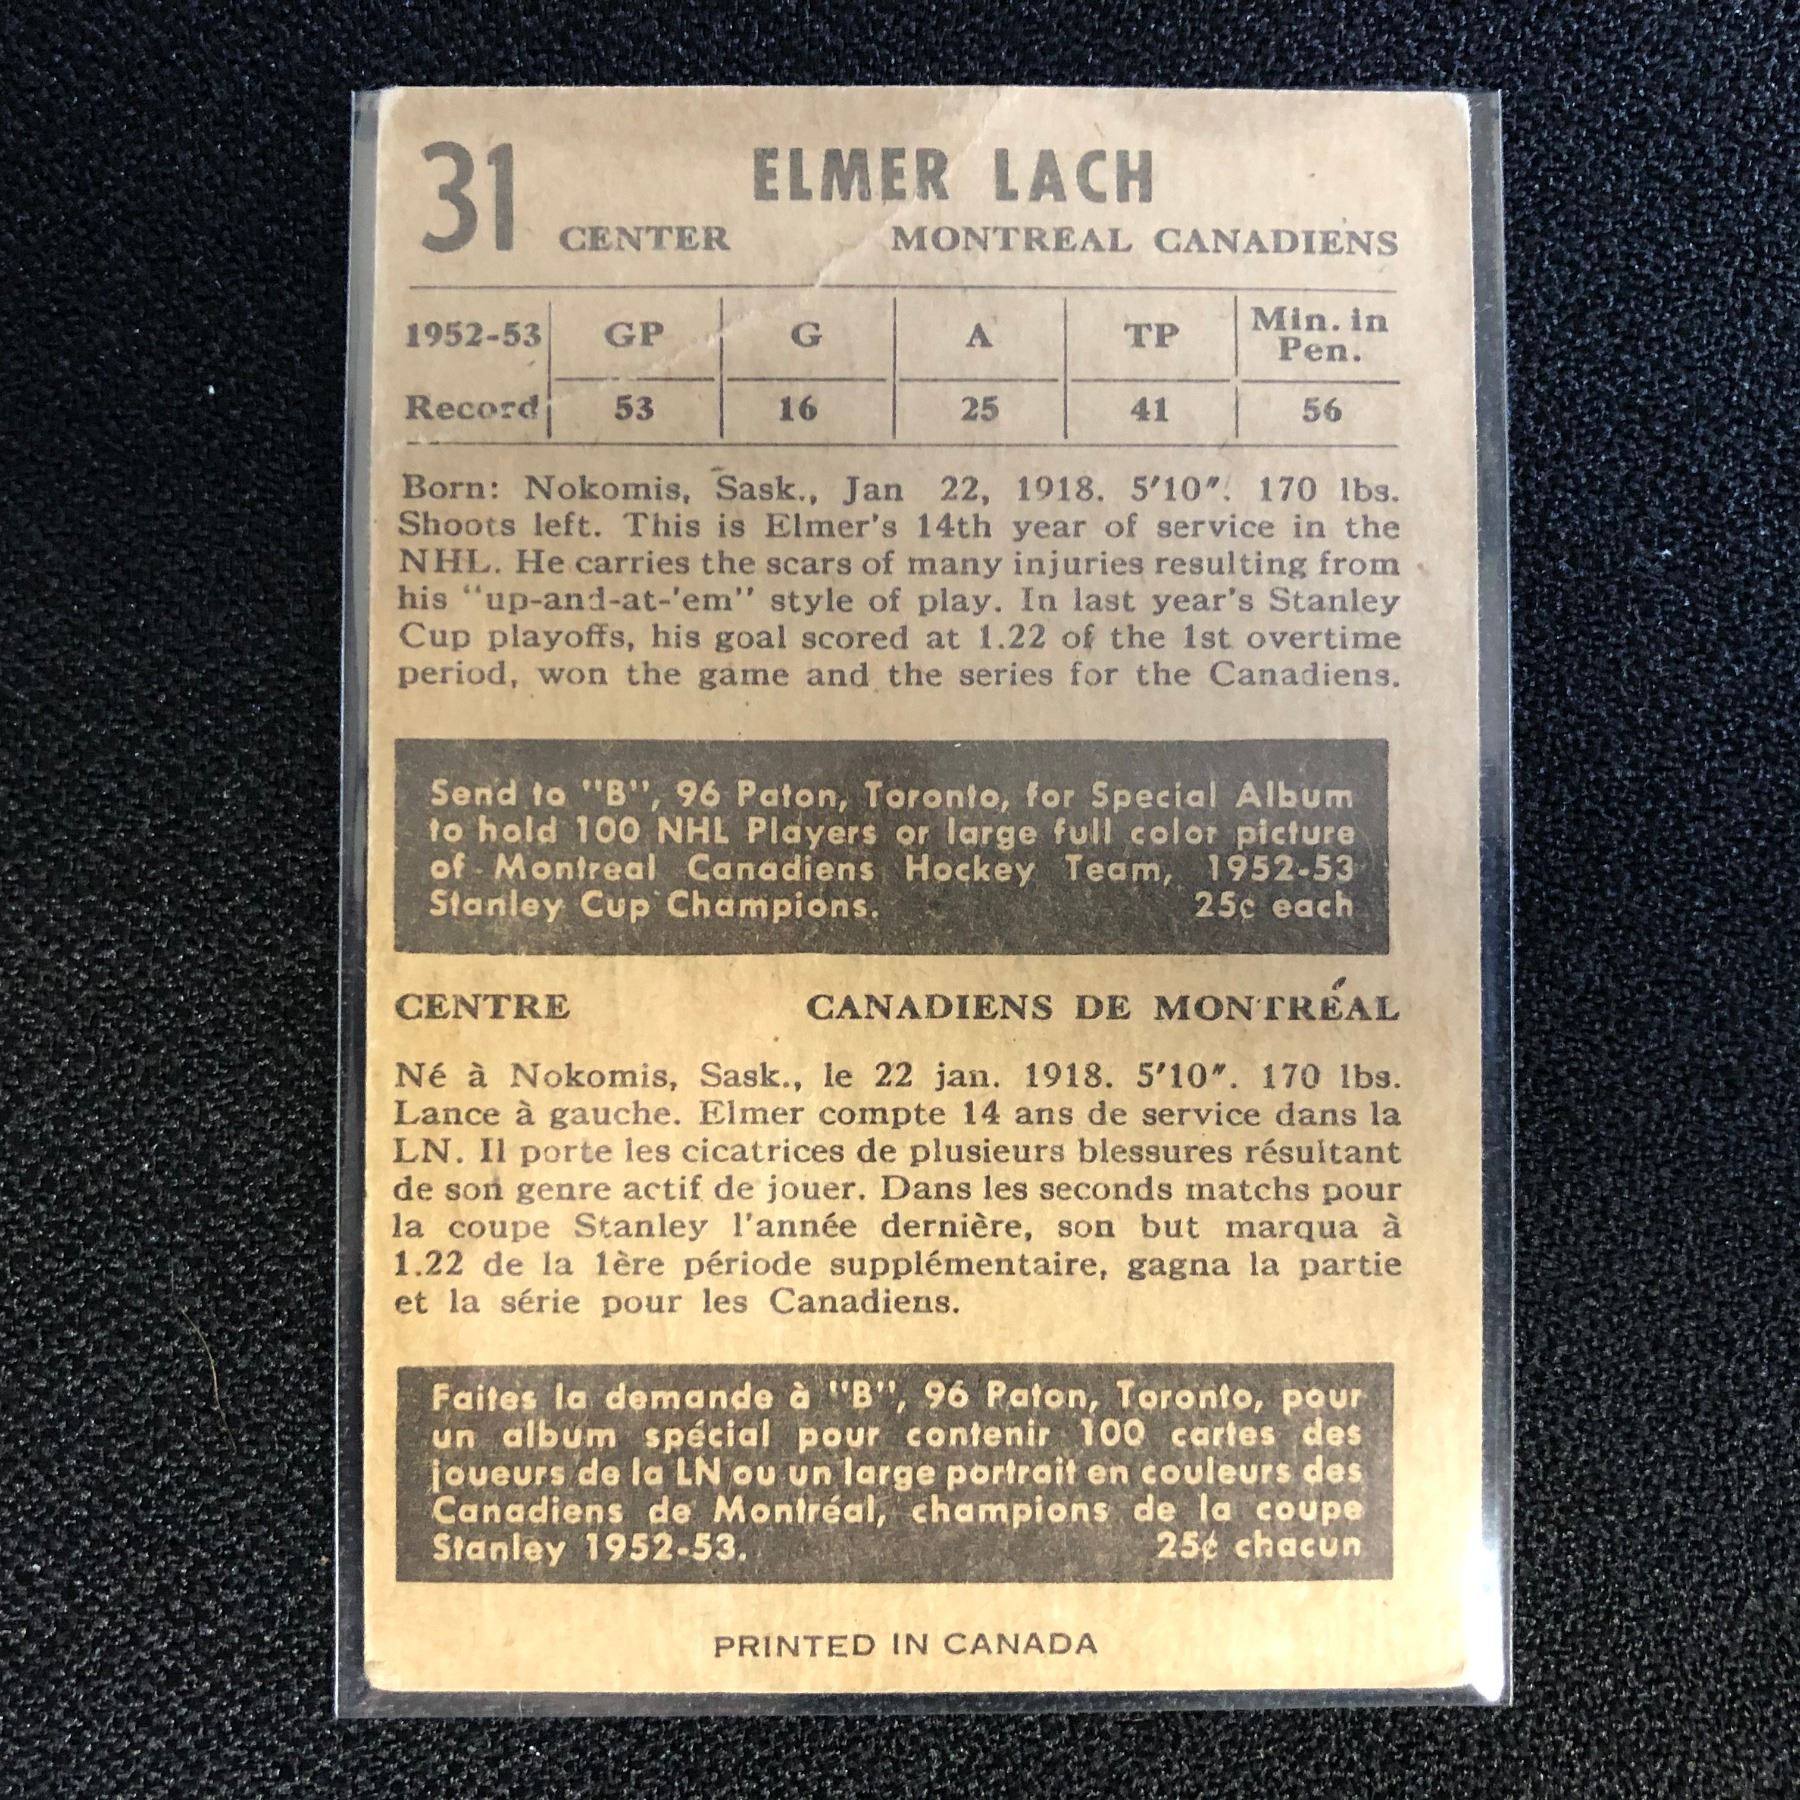 31 ELMER LACH
CENTER MONTREAL CANADIENS
1952-53 GP G A TP Min. in Pen.
Record 53 16 25 41 56
Born: Nokomis, Sask., Jan 22, 1918. 5'10". 170 lbs.
Shoots left. This is Elmer's 14th year of service in the
NHL. He carries the scars of many injuries resulting from
his "up-and-at-'em" style of play. In last year's Stanley
Cup playoffs, his goal scored at 1.22 of the 1st overtime
period, won the game and the series for the Canadiens.
Send to "B", 96 Paton, Toronto, for Special Album
to hold 100 NHL Players or large full color picture
of Montreal Canadiens Hockey Team, 1952-53
Stanley Cup Champions. 25¢ each
CENTRE CANADIENS DE MONTRÉAL
Né à Nokomis, Sask., le 22 jan. 1918. 5'10". 170 lbs.
Lance à gauche. Elmer compte 14 ans de service dans la
LN. Il porte les cicatrices de plusieurs blessures résultant
de son genre actif de jouer. Dans les seconds matchs pour
la coupe Stanley l'année dernière, son but marqua à
1.22 de la 1ère période supplémentaire, gagna la partie
et la série pour les Canadiens.
Faites la demande à "B", 96 Paton, Toronto, pour
un album spécial pour contenir 100 cartes des
joueurs de la LN ou un large portrait en couleurs des
Canadiens de Montréal, champions de la coupe
Stanley 1952-53. 25¢ chacun
PRINTED IN CANADA